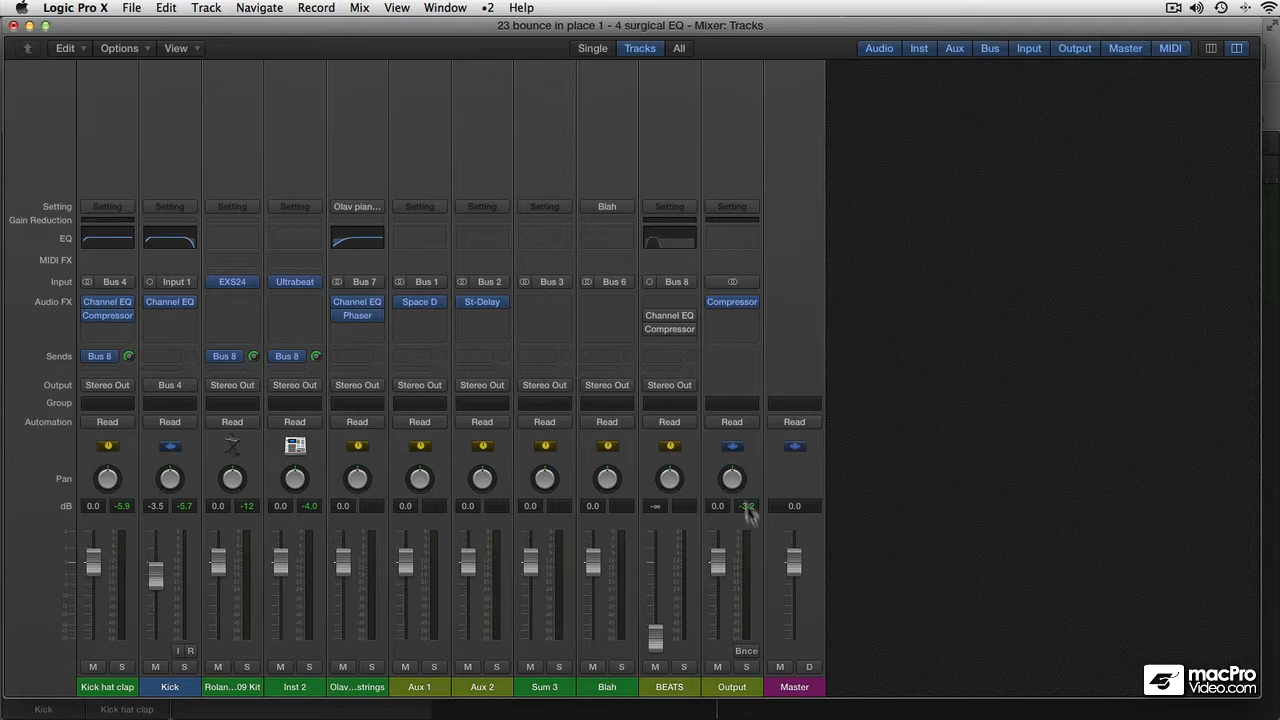 Logic Pro X File Edit Track Navigate Record Mix View Window •2 Help
23 bounce in place 1 - 4 surgical EQ - Mixer: Tracks
Edit Options View Single Tracks All Audio Inst Aux Bus Input Output Master MIDI
Setting Setting Setting Setting Setting Olav pian... Setting Setting Setting Blah Setting Setting
Gain Reduction
EQ
MIDI FX
Input Bus 4 Input 1 EXS24 Ultrabeat Bus 7 Bus 1 Bus 2 Bus 3 Bus 6 Bus 8
Audio FX Channel EQ Channel EQ Channel EQ Space D St-Delay Compressor
Compressor Phaser Channel EQ
Compressor
Sends Bus 8 Bus 8 Bus 8
Output Stereo Out Bus 4 Stereo Out Stereo Out Stereo Out Stereo Out Stereo Out Stereo Out Stereo Out Stereo Out
Group
Automation Read Read Read Read Read Read Read Read Read Read Read Read
Pan
dB 0.0 -5.9 -3.5 -5.7 0.0 -12 0.0 -4.0 0.0 0.0 0.0 0.0 0.0 -∞ 0.0 -3.2 0.0
I R Bnce
M S M S M S M S M S M S M S M S M S M S M S M D
Kick hat clap Kick Rolan...09 Kit Inst 2 Olav...strings Aux 1 Aux 2 Sum 3 Blah BEATS Output Master
Kick Kick hat clap
macPro
Video.com